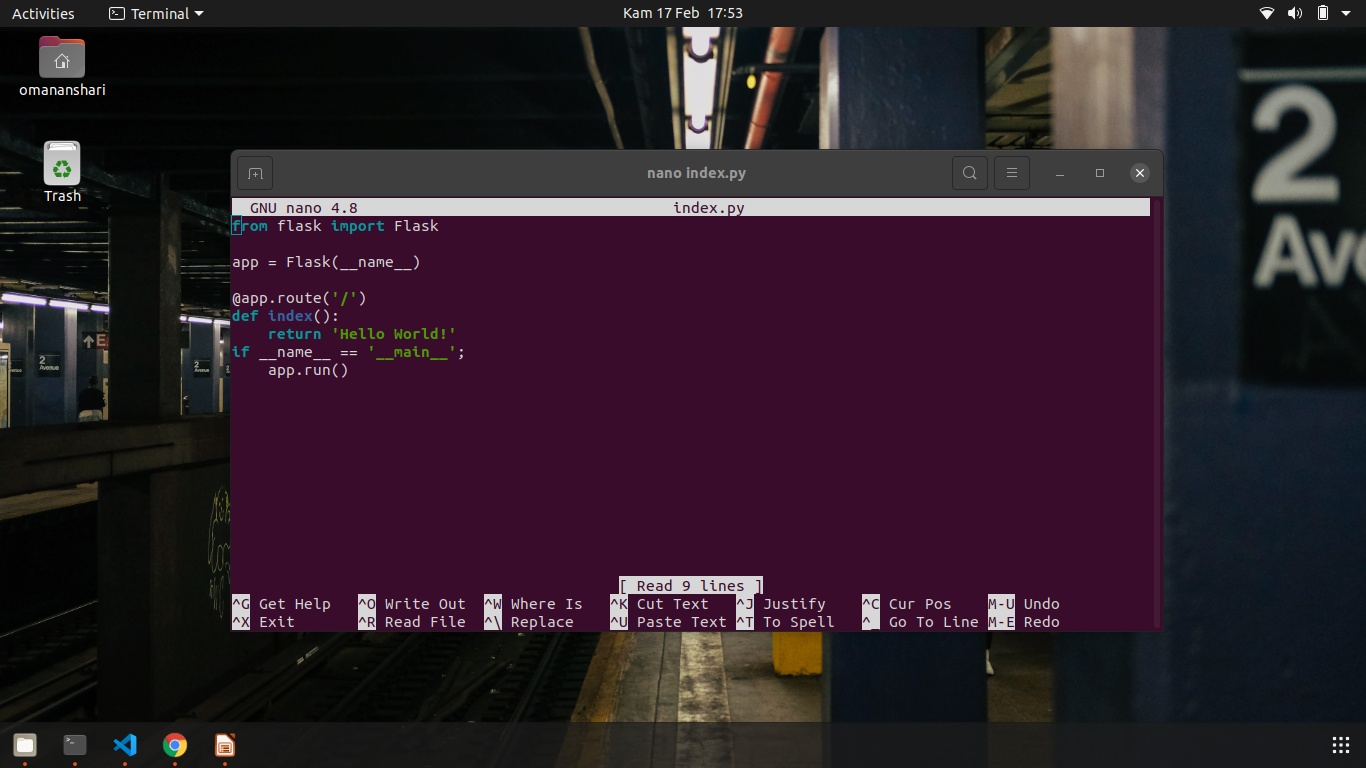 Activities
Terminal
Kam 17 Feb 17:53
omananshari
Trash
nano index.py
GNU nano 4.8 index.py
from flask import Flask
app = Flask(__name__)
@app.route('/')
def index():
    return 'Hello World!'
if __name__ == '__main__';
    app.run()
[ Read 9 lines ]
^G Get Help ^O Write Out ^W Where Is ^K Cut Text ^J Justify ^C Cur Pos M-U Undo
^X Exit ^R Read File ^\ Replace ^U Paste Text ^T To Spell ^_ Go To Line M-E Redo
2
2
Avenue
2